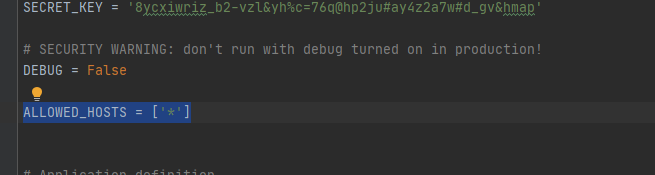 SECRET_KEY = '8ycxiwriz_b2-vzl&yh%c=76q@hp2ju#ay4z2a7w#d_gv&hmap'
# SECURITY WARNING: don't run with debug turned on in production!
DEBUG = False
ALLOWED_HOSTS = ['*']
# Application definition